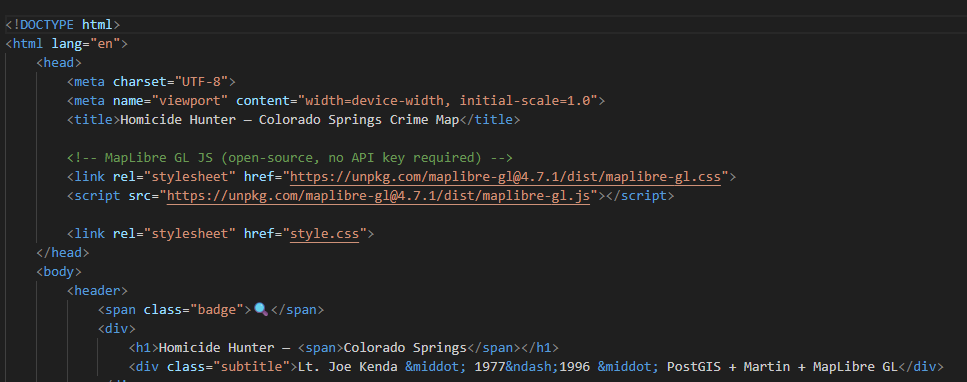 <!DOCTYPE html>
<html lang="en">
<head>
<meta charset="UTF-8">
<meta name="viewport" content="width=device-width, initial-scale=1.0">
<title>Homicide Hunter — Colorado Springs Crime Map</title>
<!-- MapLibre GL JS (open-source, no API key required) -->
<link rel="stylesheet" href="https://unpkg.com/maplibre-gl@4.7.1/dist/maplibre-gl.css">
<script src="https://unpkg.com/maplibre-gl@4.7.1/dist/maplibre-gl.js"></script>
<link rel="stylesheet" href="style.css">
</head>
<body>
<header>
<span class="badge">🔍</span>
<div>
<h1>Homicide Hunter — <span>Colorado Springs</span></h1>
<div class="subtitle">Lt. Joe Kenda &middot; 1977&ndash;1996 &middot; PostGIS + Martin + MapLibre GL</div>